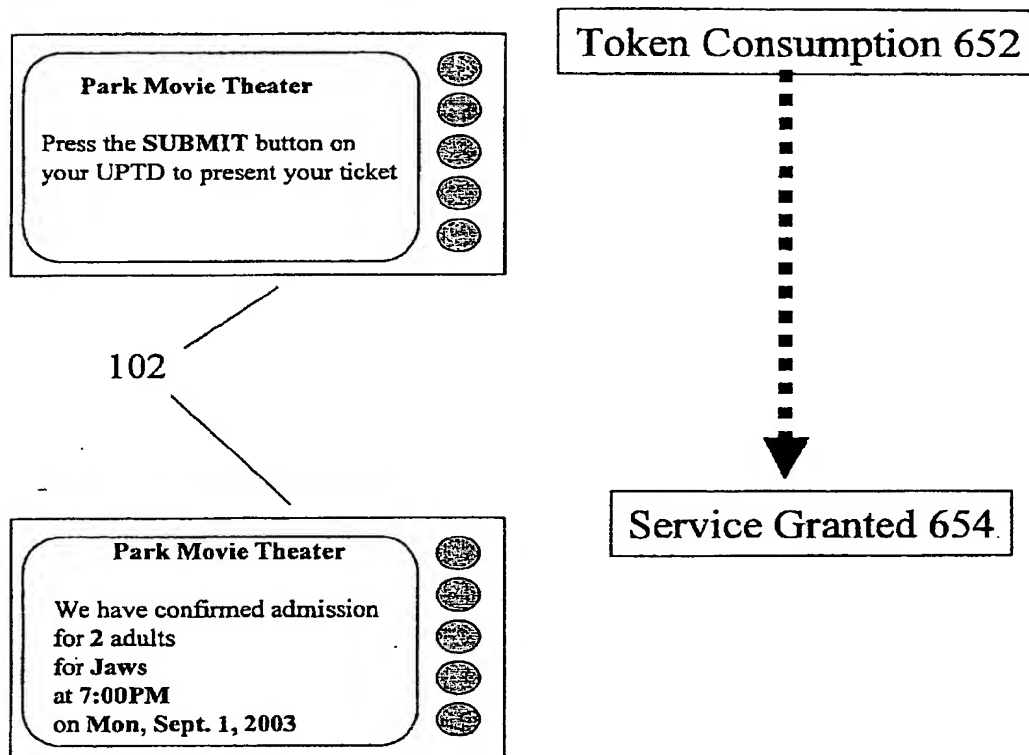 Token Consumption 652
Park Movie Theater
Press the SUBMIT button on
your UPTD to present your ticket
102
Service Granted 654
Park Movie Theater
We have confirmed admission
for 2 adults
for Jaws
at 7:00PM
on Mon, Sept. 1, 2003